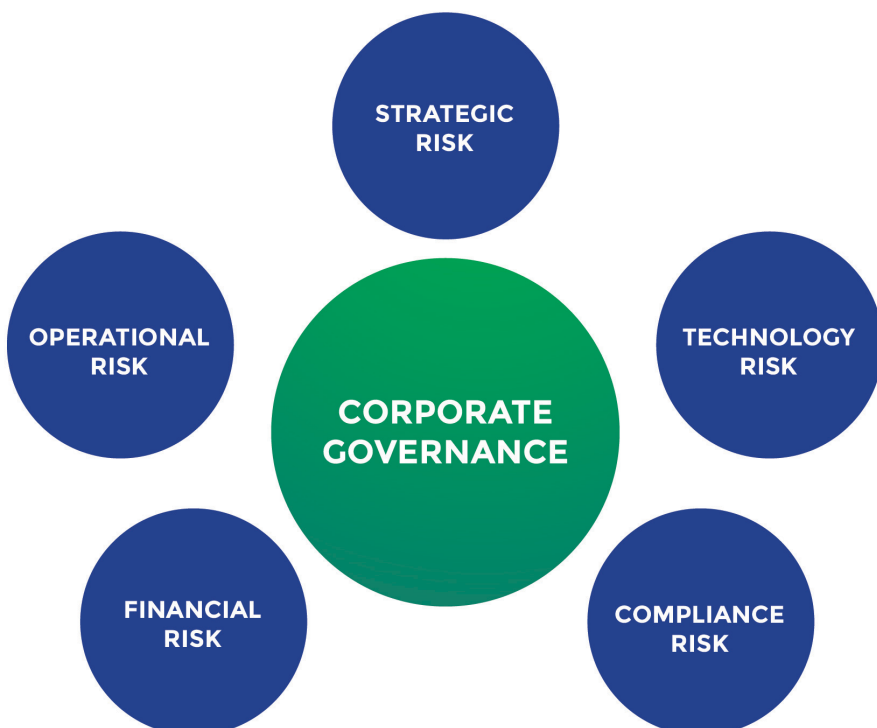 STRATEGIC
RISK
OPERATIONAL
RISK
TECHNOLOGY
RISK
CORPORATE
GOVERNANCE
FINANCIAL
RISK
COMPLIANCE
RISK